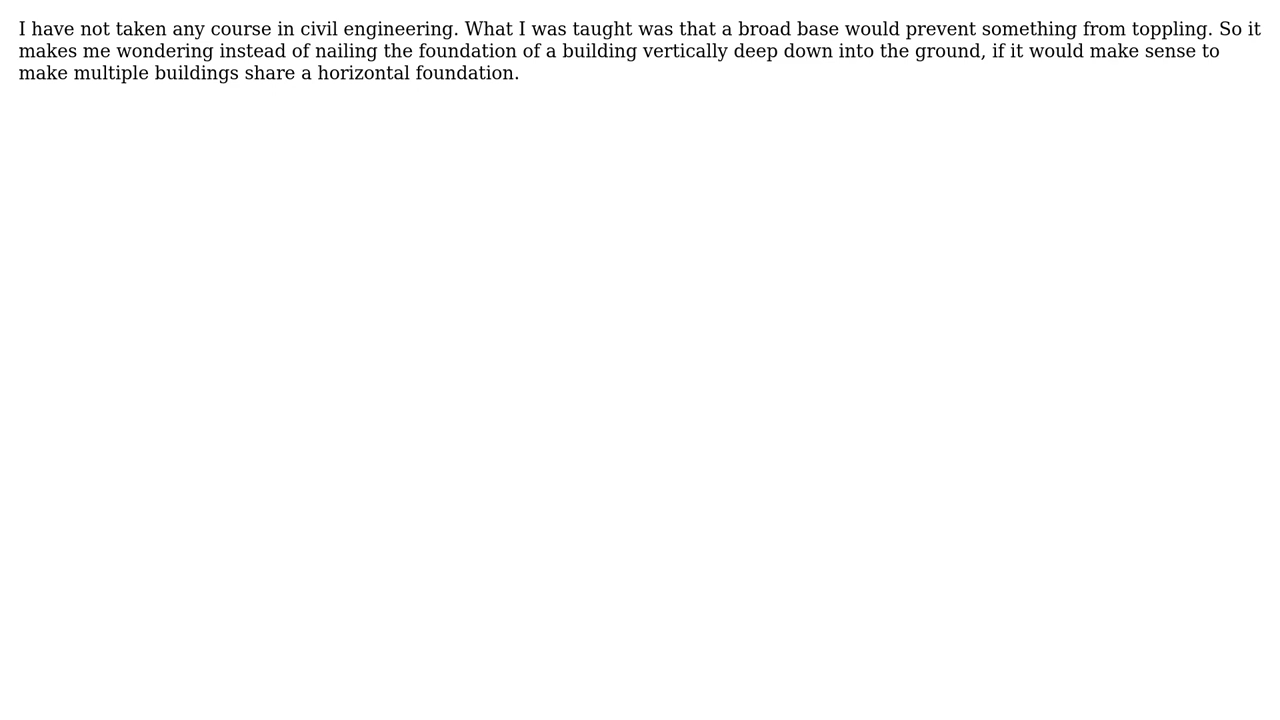 I have not taken any course in civil engineering. What I was taught was that a broad base would prevent something from toppling. So it
makes me wondering instead of nailing the foundation of a building vertically deep down into the ground, if it would make sense to
make multiple buildings share a horizontal foundation.